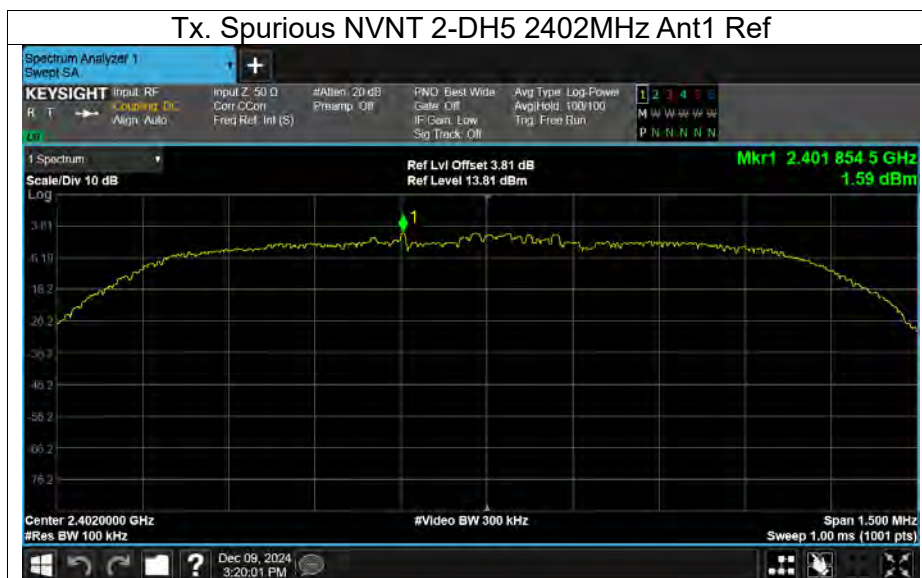 Tx. Spurious NVNT 2-DH5 2402MHz Ant1 Ref
Spectrum Analyzer 1
Swept SA
+
KEYSIGHT Input: RF Input Z: 50 Ω #Atten: 20 dB PNO: Best Wide Avg Type: Log-Power 1 2 3 4 5 6
R T Coupling: DC Corr CCorr Preamp: Off Gate: Off Avg|Hold: 100/100 M W W W W W
Align: Auto Freq Ref: Int (S) IF Gain: Low Trig: Free Run
Sig Track: Off P N N N N N
1 Spectrum
Ref Lvl Offset 3.81 dB Mkr1 2.401 854 5 GHz
Scale/Div 10 dB Ref Level 13.81 dBm 1.59 dBm
Log
1
3.81
-6.19
-16.2
-26.2
-36.2
-46.2
-56.2
-66.2
-76.2
Center 2.4020000 GHz #Video BW 300 kHz Span 1.500 MHz
#Res BW 100 kHz Sweep 1.00 ms (1001 pts)
? Dec 09, 2024
3:20:01 PM